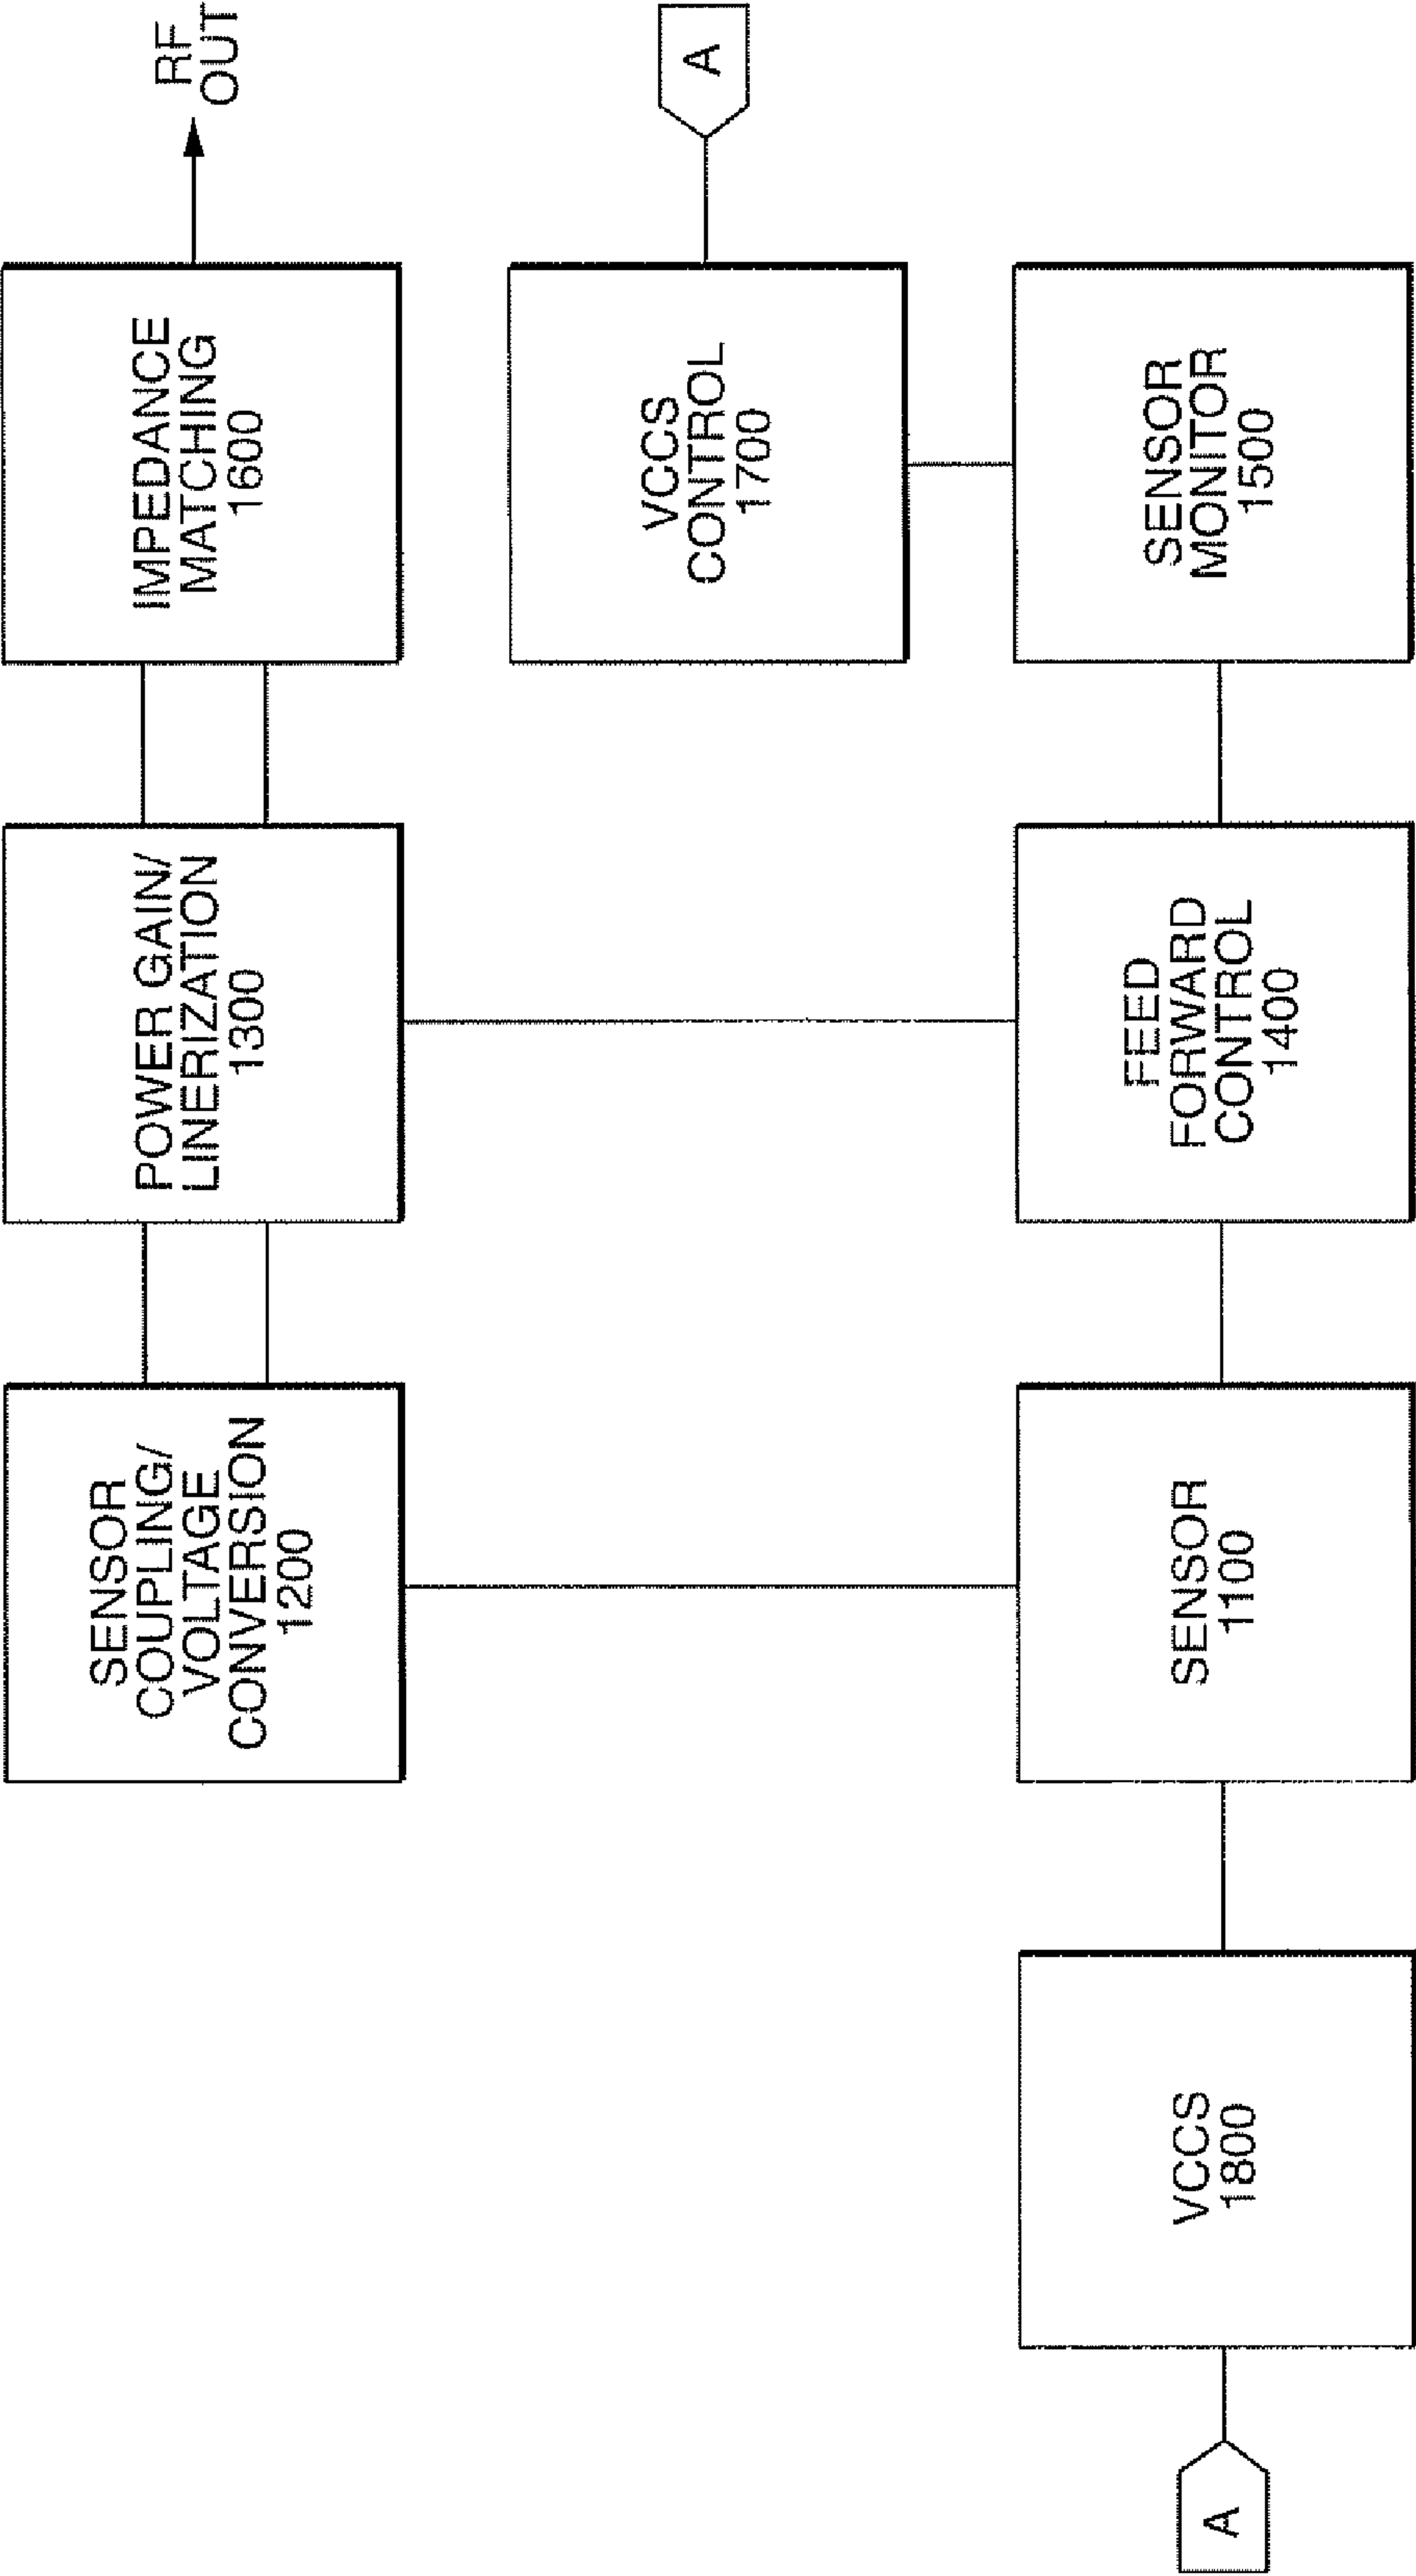 SENSOR
COUPLING/
VOLTAGE
CONVERSION
1200
POWER GAIN/
LINERIZATION
1300
IMPEDANCE
MATCHING
1600
RF
OUT
VCCS
CONTROL
1700
A
A
VCCS
1800
SENSOR
1100
FEED
FORWARD
CONTROL
1400
SENSOR
MONITOR
1500